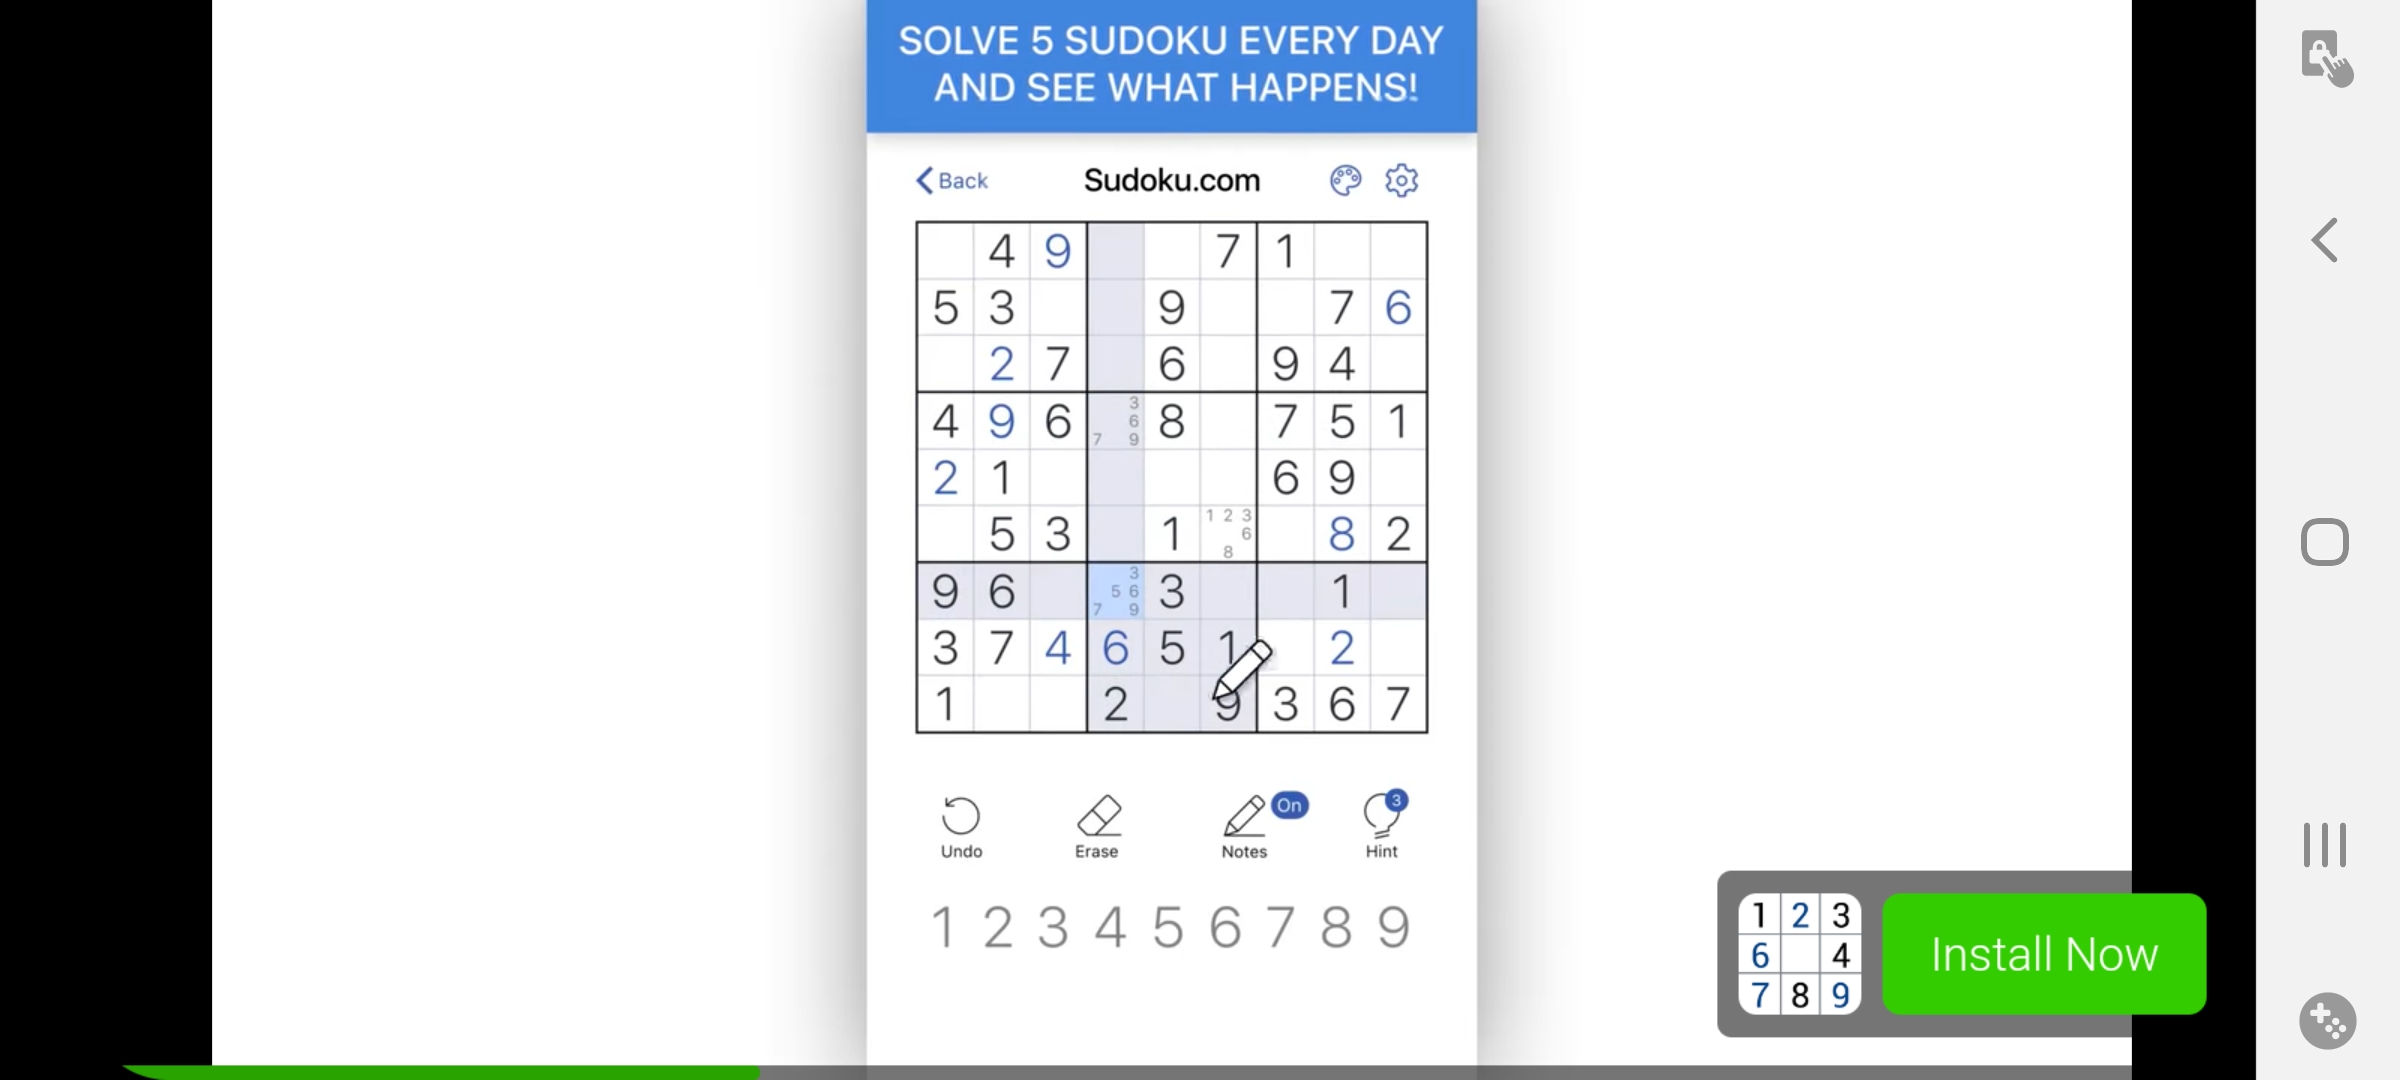 SOLVE 5 SUDOKU EVERY DAY
AND SEE WHAT HAPPENS!
Back
Sudoku.com
4 9 7 1
5 3 9 7 6
2 7 6 9 4
4 9 6 3 6 7 9 8 7 5 1
2 1 6 9
5 3 1 1 2 3 6 8 8 2
9 6 3 5 6 7 9 3 1
3 7 4 6 5 1 2
1 2 9 3 6 7
Undo
Erase
Notes
On
Hint
3
1 2 3 4 5 6 7 8 9
1 2 3
6 4
7 8 9
Install Now